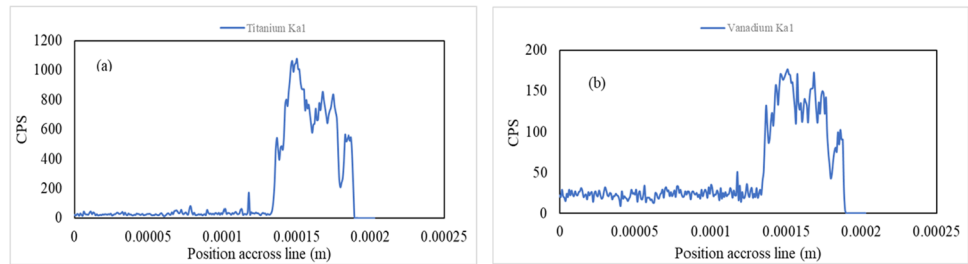 Titanium Ka1
1200
1000
800
600
400
200
0
(a)
CPS
0 0.00005 0.0001 0.00015 0.0002 0.00025
Position accross line (m)
Vanadium Ka1
200
150
100
50
0
(b)
CPS
0 0.00005 0.0001 0.00015 0.0002 0.00025
Position accross line (m)